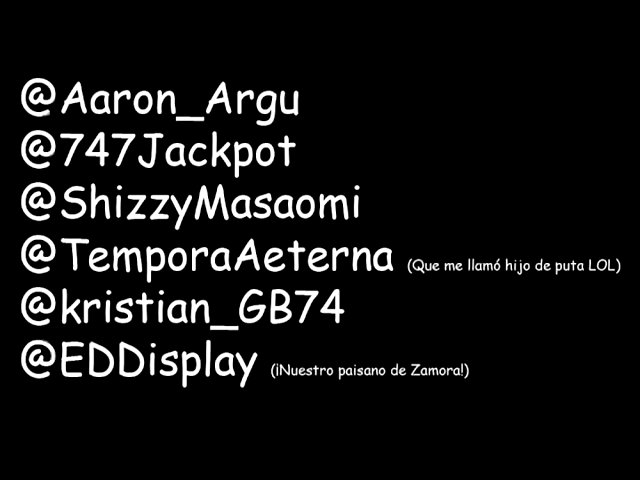 @Aaron_Argu
@747Jackpot
@ShizzyMasaomi
@TemporaAeterna (Que me llamó hijo de puta LOL)
@kristian_GB74
@EDDisplay (¡Nuestro paisano de Zamora!)